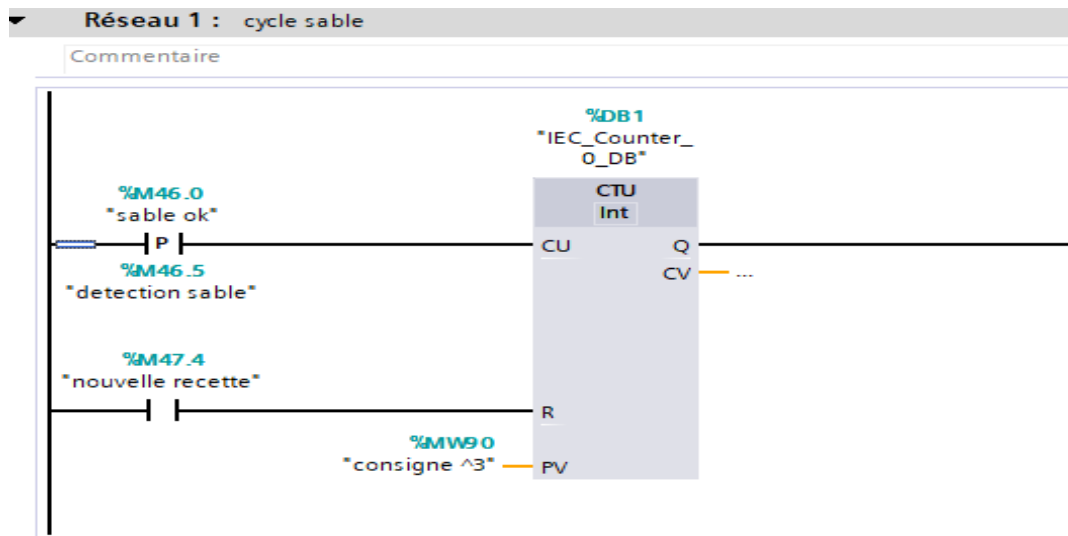 Réseau 1 : cycle sable
Commentaire
%DB1
"IEC_Counter_
0_DB"
CTU
Int
%M46.0
"sable ok"
P
CU Q
%M46.5
"detection sable"
CV ...
%M47.4
"nouvelle recette"
R
%MW90
"consigne ^3" PV